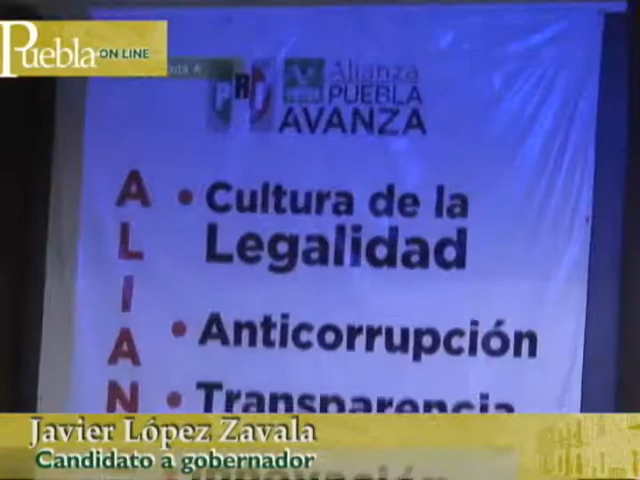 Puebla ON LINE
PRI
Alianza
PUEBLA
AVANZA
A • Cultura de la
L Legalidad
I
A • Anticorrupción
N • Transparencia
Javier López Zavala
Candidato a gobernador